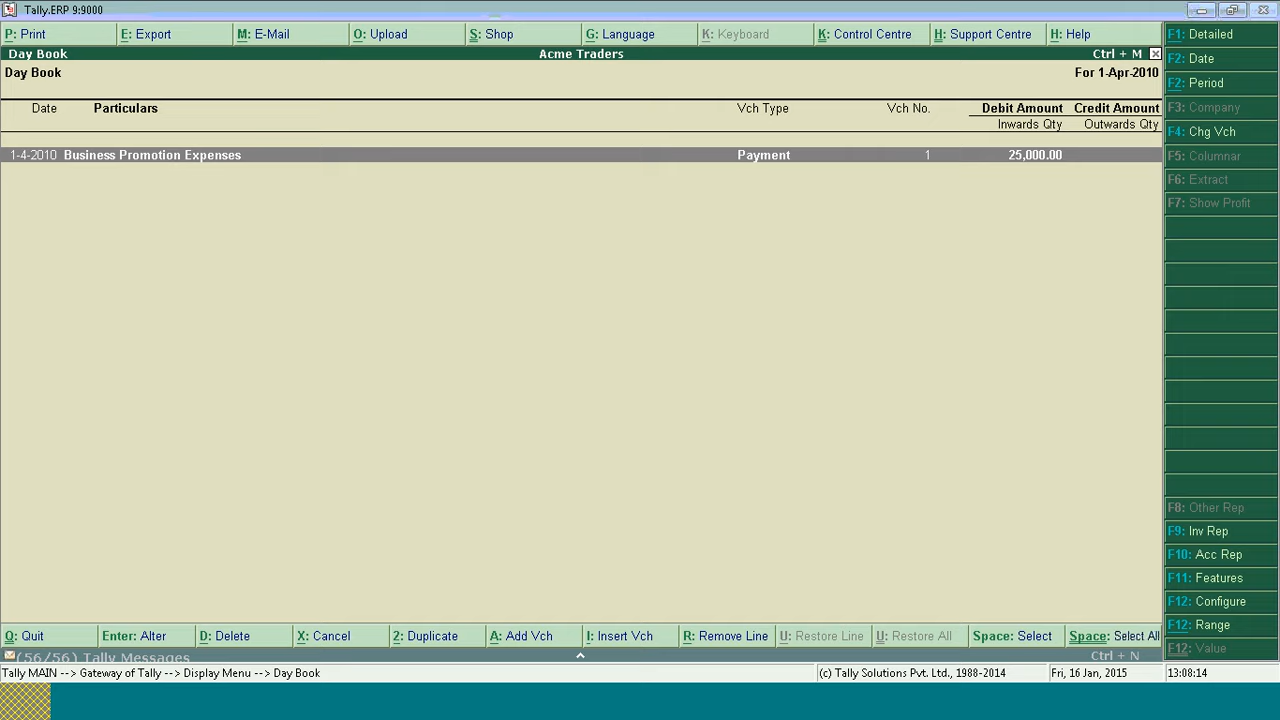 Tally.ERP 9:9000
P: Print E: Export M: E-Mail O: Upload S: Shop G: Language K: Keyboard K: Control Centre H: Support Centre H: Help
Day Book Acme Traders Ctrl + M
Day Book For 1-Apr-2010
Date Particulars Vch Type Vch No. Debit Amount Credit Amount
Inwards Qty Outwards Qty
1-4-2010 Business Promotion Expenses Payment 1 25,000.00
F1: Detailed
F2: Date
F2: Period
F3: Company
F4: Chg Vch
F5: Columnar
F6: Extract
F7: Show Profit
F8: Other Rep
F9: Inv Rep
F10: Acc Rep
F11: Features
F12: Configure
F12: Range
F12: Value
Q: Quit Enter: Alter D: Delete X: Cancel 2: Duplicate A: Add Vch I: Insert Vch R: Remove Line U: Restore Line U: Restore All Space: Select Space: Select All
(56/56) Tally Messages Ctrl + N
Tally MAIN --> Gateway of Tally --> Display Menu --> Day Book (c) Tally Solutions Pvt. Ltd., 1988-2014 Fri, 16 Jan, 2015 13:08:14